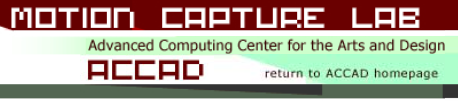 MOTION CAPTURE LAB
Advanced Computing Center for the Arts and Design
ACCAD return to ACCAD homepage